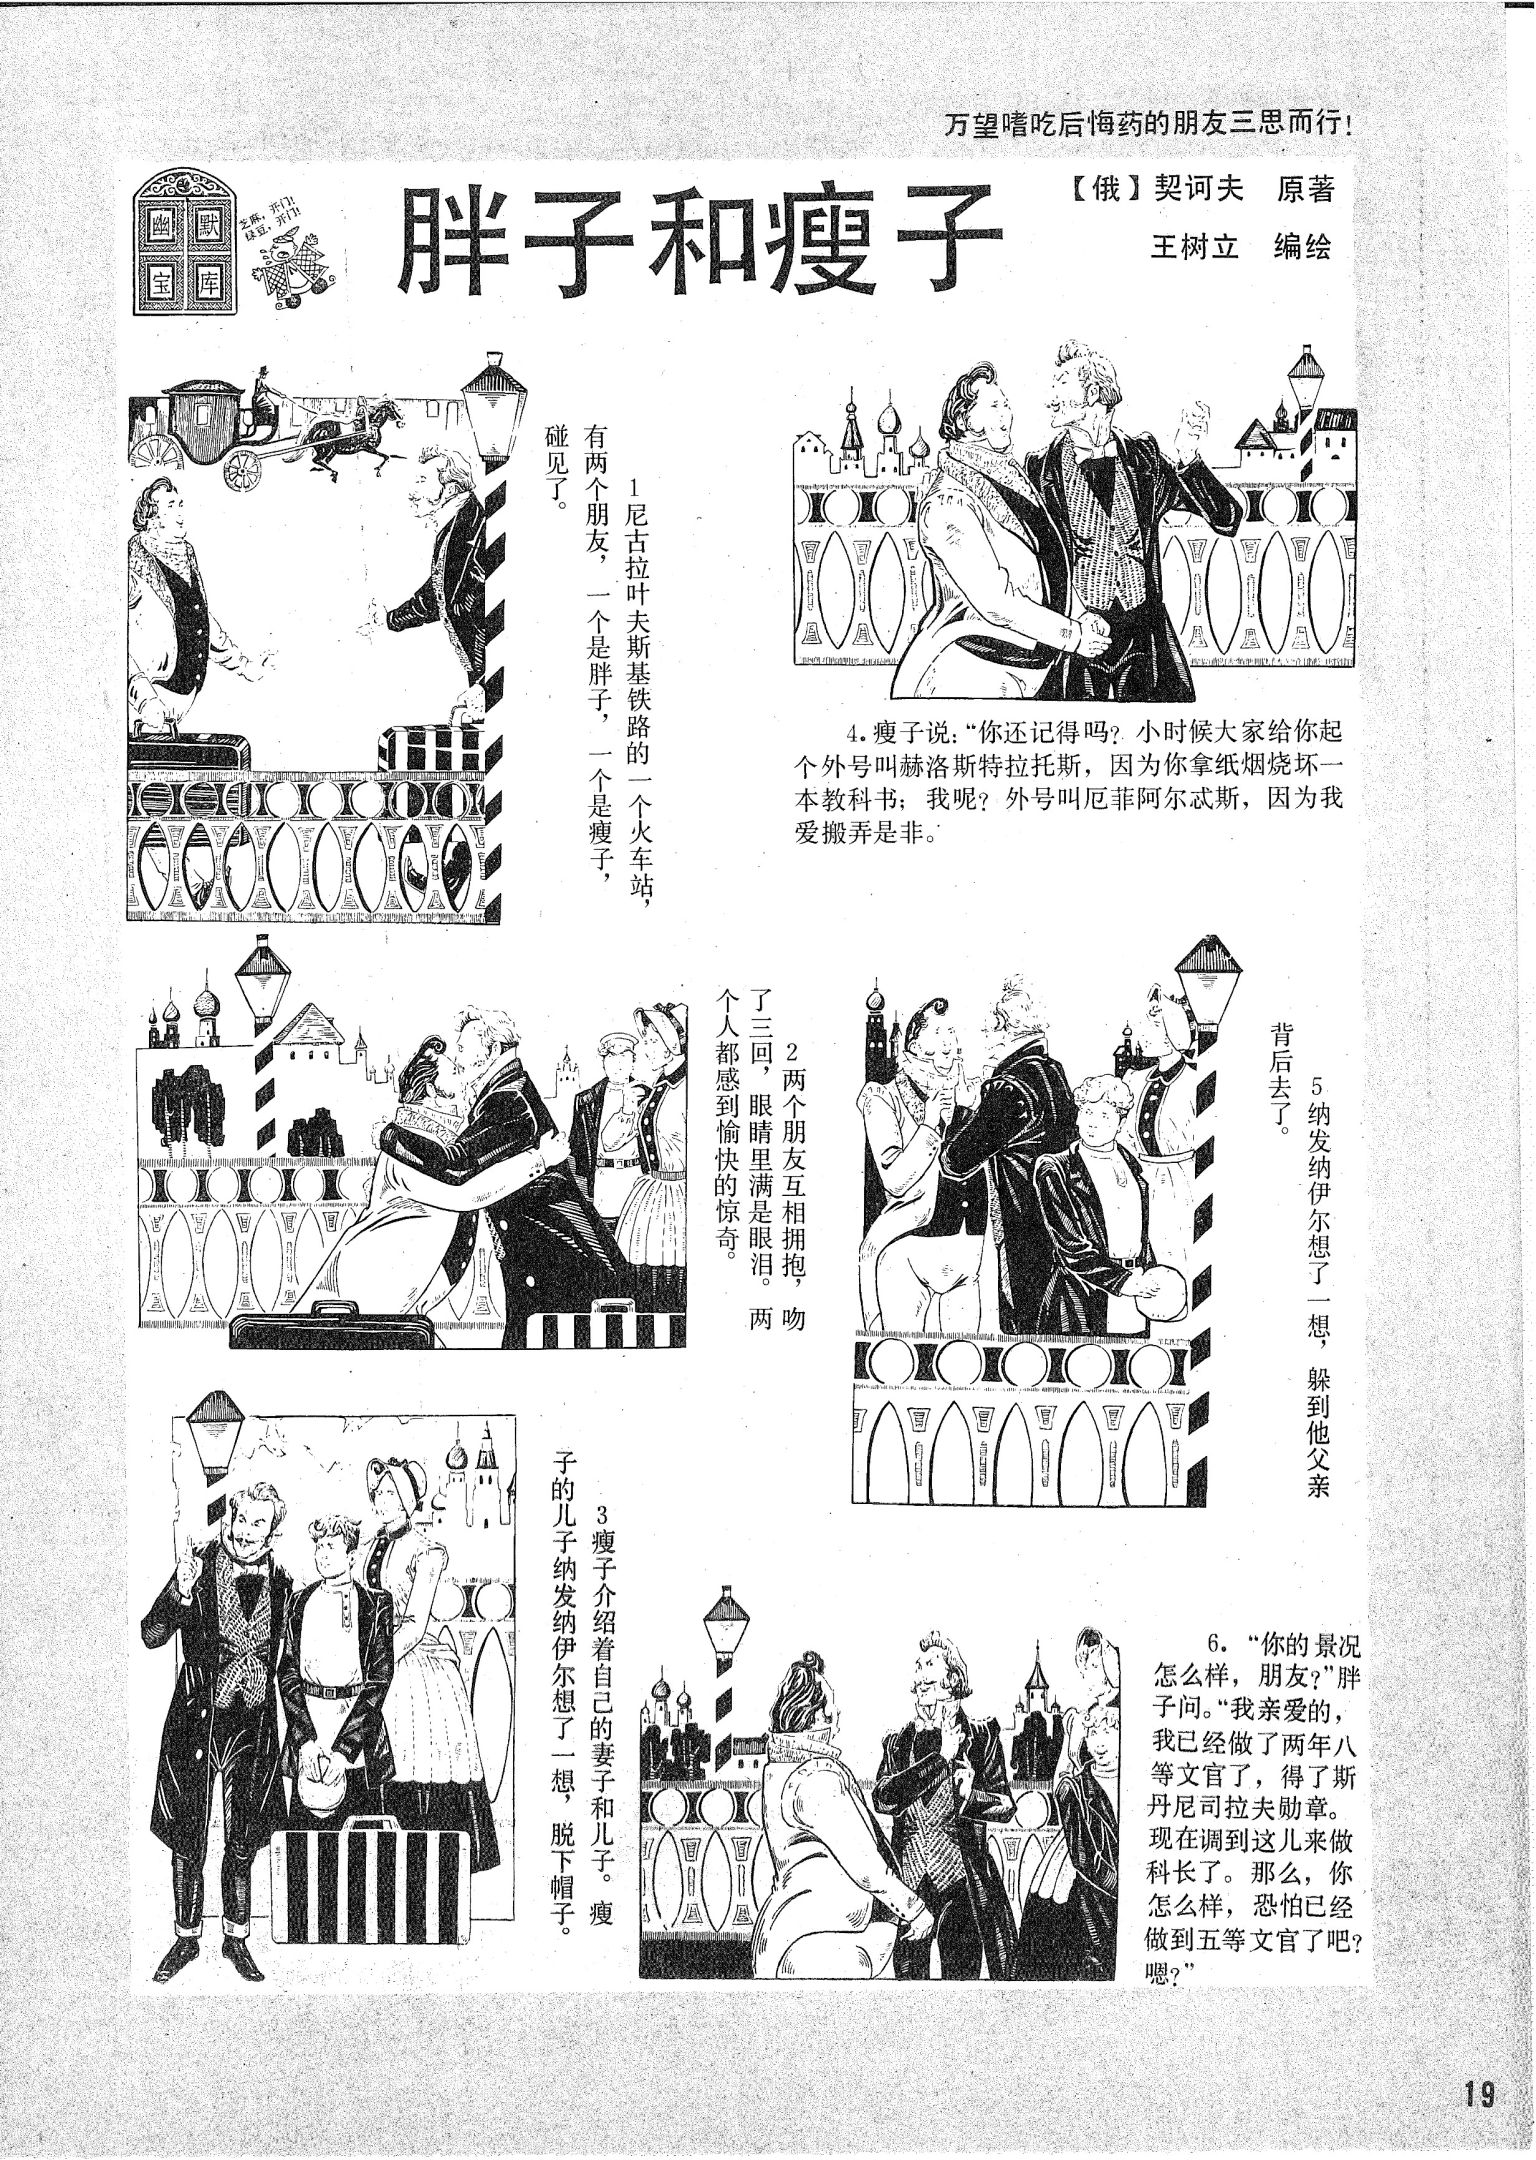 万望嗜吃后悔药的朋友三思而行！
幽默
宝库
芝麻，开门！
绿豆，开门！
胖子和瘦子
【俄】契诃夫 原著
王树立 编绘
1 尼古拉叶夫斯基铁路的一个火车站，
有两个朋友，一个是胖子，一个是瘦子，
碰见了。
2 两个朋友互相拥抱，吻
了三回，眼睛里满是眼泪。两
个人都感到愉快的惊奇。
3 瘦子介绍着自己的妻子和儿子。瘦
子的儿子纳发纳伊尔想了一想，脱下帽子。
4.瘦子说：“你还记得吗？小时候大家给你起
个外号叫赫洛斯特拉托斯，因为你拿纸烟烧坏一
本教科书；我呢？外号叫厄菲阿尔忒斯，因为我
爱搬弄是非。
5 纳发纳伊尔想了一想，躲到他父亲
背后去了。
6.“你的景况
怎么样，朋友？”胖
子问。“我亲爱的，
我已经做了两年八
等文官了，得了斯
丹尼司拉夫勋章。
现在调到这儿来做
科长了。那么，你
怎么样，恐怕已经
做到五等文官了吧？
嗯？”
19